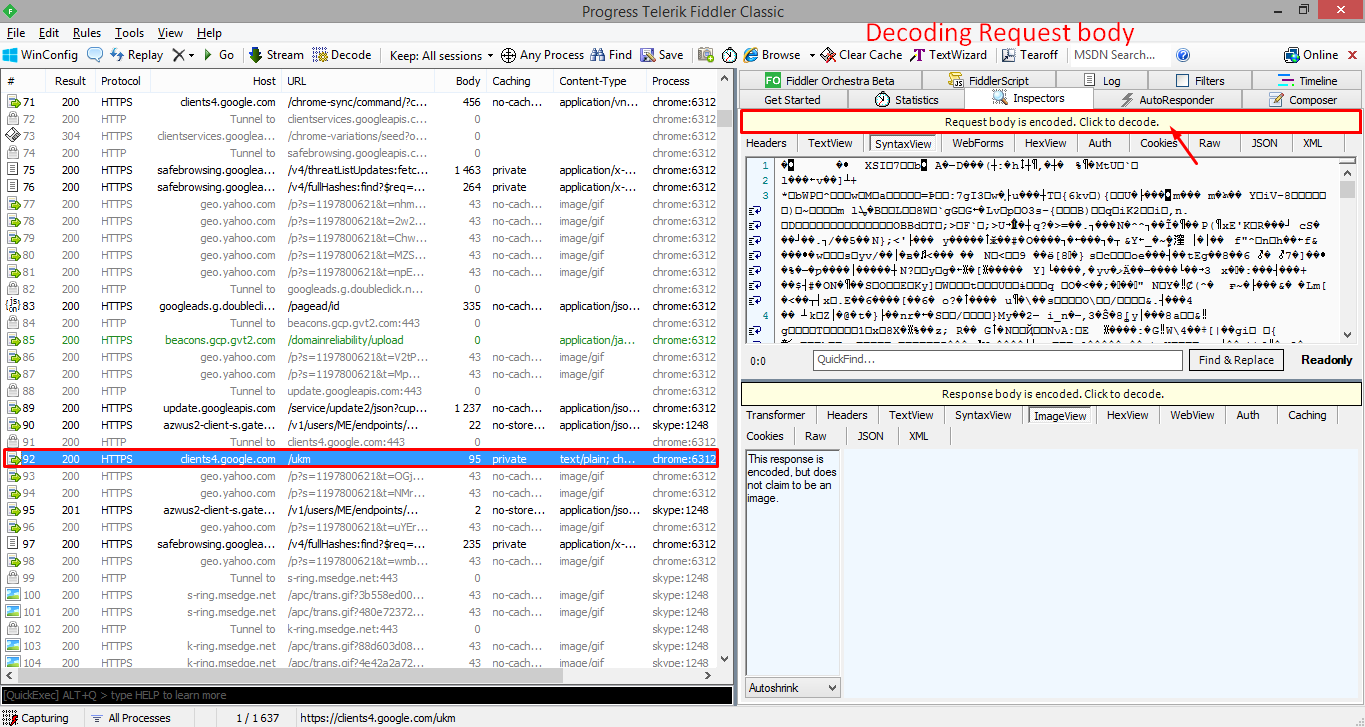 Progress Telerik Fiddler Classic
File Edit Rules Tools View Help
Decoding Request body
WinConfig Replay Go Stream Decode Keep: All sessions Any Process Find Save Browse Clear Cache TextWizard Tearoff MSDN Search... Online
# Result Protocol Host URL Body Caching Content-Type Process
71 200 HTTPS clients4.google.com /chrome-sync/command/?c... 456 no-cach... application/vn... chrome:6312
72 200 HTTP Tunnel to clientservices.googleapis.c... 0 chrome:6312
73 304 HTTPS clientservices.googlea... /chrome-variations/seed?o... 0 chrome:6312
74 200 HTTP Tunnel to safebrowsing.googleapis.c... 0 chrome:6312
75 200 HTTPS safebrowsing.googlea... /v4/threatListUpdates:fetc... 1 463 private application/x-... chrome:6312
76 200 HTTPS safebrowsing.googlea... /v4/fullHashes:find?$req=... 264 private application/x-... chrome:6312
77 200 HTTPS geo.yahoo.com /p?s=1197800621&t=nhm... 43 no-cach... image/gif chrome:6312
78 200 HTTPS geo.yahoo.com /p?s=1197800621&t=2w2... 43 no-cach... image/gif chrome:6312
79 200 HTTPS geo.yahoo.com /p?s=1197800621&t=Chw... 43 no-cach... image/gif chrome:6312
80 200 HTTPS geo.yahoo.com /p?s=1197800621&t=MZS... 43 no-cach... image/gif chrome:6312
81 200 HTTPS geo.yahoo.com /p?s=1197800621&t=npE... 43 no-cach... image/gif chrome:6312
82 200 HTTP Tunnel to googleads.g.doubleclick.n... 0 chrome:6312
83 200 HTTPS googleads.g.doublecli... /pagead/id 335 no-cach... application/jso... chrome:6312
84 200 HTTP Tunnel to beacons.gcp.gvt2.com:443 0 chrome:6312
85 200 HTTPS beacons.gcp.gvt2.com /domainreliability/upload 0 application/ja... chrome:6312
86 200 HTTPS geo.yahoo.com /p?s=1197800621&t=V2tP... 43 no-cach... image/gif chrome:6312
87 200 HTTPS geo.yahoo.com /p?s=1197800621&t=Mp... 43 no-cach... image/gif chrome:6312
88 200 HTTP Tunnel to update.googleapis.com:443 0 chrome:6312
89 200 HTTPS update.googleapis.com /service/update2/json?cup... 1 237 no-cach... application/jso... chrome:6312
90 200 HTTPS azwus2-client-s.gate... /v1/users/ME/endpoints/... 22 no-store... application/jso... skype:1248
91 200 HTTP Tunnel to clients4.google.com:443 0 chrome:6312
92 200 HTTPS clients4.google.com /ukm 95 private text/plain; ch... chrome:6312
93 200 HTTPS geo.yahoo.com /p?s=1197800621&t=OGj... 43 no-cach... image/gif chrome:6312
94 200 HTTPS geo.yahoo.com /p?s=1197800621&t=NMr... 43 no-cach... image/gif chrome:6312
95 201 HTTPS azwus2-client-s.gate... /v1/users/ME/endpoints/... 2 no-store... application/jso... skype:1248
96 200 HTTPS geo.yahoo.com /p?s=1197800621&t=uYEr... 43 no-cach... image/gif chrome:6312
97 200 HTTPS safebrowsing.googlea... /v4/fullHashes:find?$req=... 235 private application/x-... chrome:6312
98 200 HTTPS geo.yahoo.com /p?s=1197800621&t=wmb... 43 no-cach... image/gif chrome:6312
99 200 HTTP Tunnel to s-ring.msedge.net:443 0 skype:1248
100 200 HTTPS s-ring.msedge.net /apc/trans.gif?3b558ed00... 43 no-cach... image/gif skype:1248
101 200 HTTPS s-ring.msedge.net /apc/trans.gif?480e72372... 43 no-cach... image/gif skype:1248
102 200 HTTP Tunnel to k-ring.msedge.net:443 0 skype:1248
103 200 HTTPS k-ring.msedge.net /apc/trans.gif?88d603d08... 43 no-cach... image/gif skype:1248
104 200 HTTPS k-ring.msedge.net /apc/trans.gif?4e42a2a72... 43 no-cach... image/gif skype:1248
[QuickExec] ALT+Q > type HELP to learn more
Capturing All Processes 1 / 1 637 https://clients4.google.com/ukm
FO Fiddler Orchestra Beta FiddlerScript Log Filters Timeline
Get Started Statistics Inspectors AutoResponder Composer
Request body is encoded. Click to decode.
Headers TextView SyntaxView WebForms HexView Auth Cookies Raw JSON XML
1
2
3
4
0:0 QuickFind... Find & Replace Readonly
Response body is encoded. Click to decode.
Transformer Headers TextView SyntaxView ImageView HexView WebView Auth Caching
Cookies Raw JSON XML
This response is
encoded, but does
not claim to be an
image.
Autoshrink